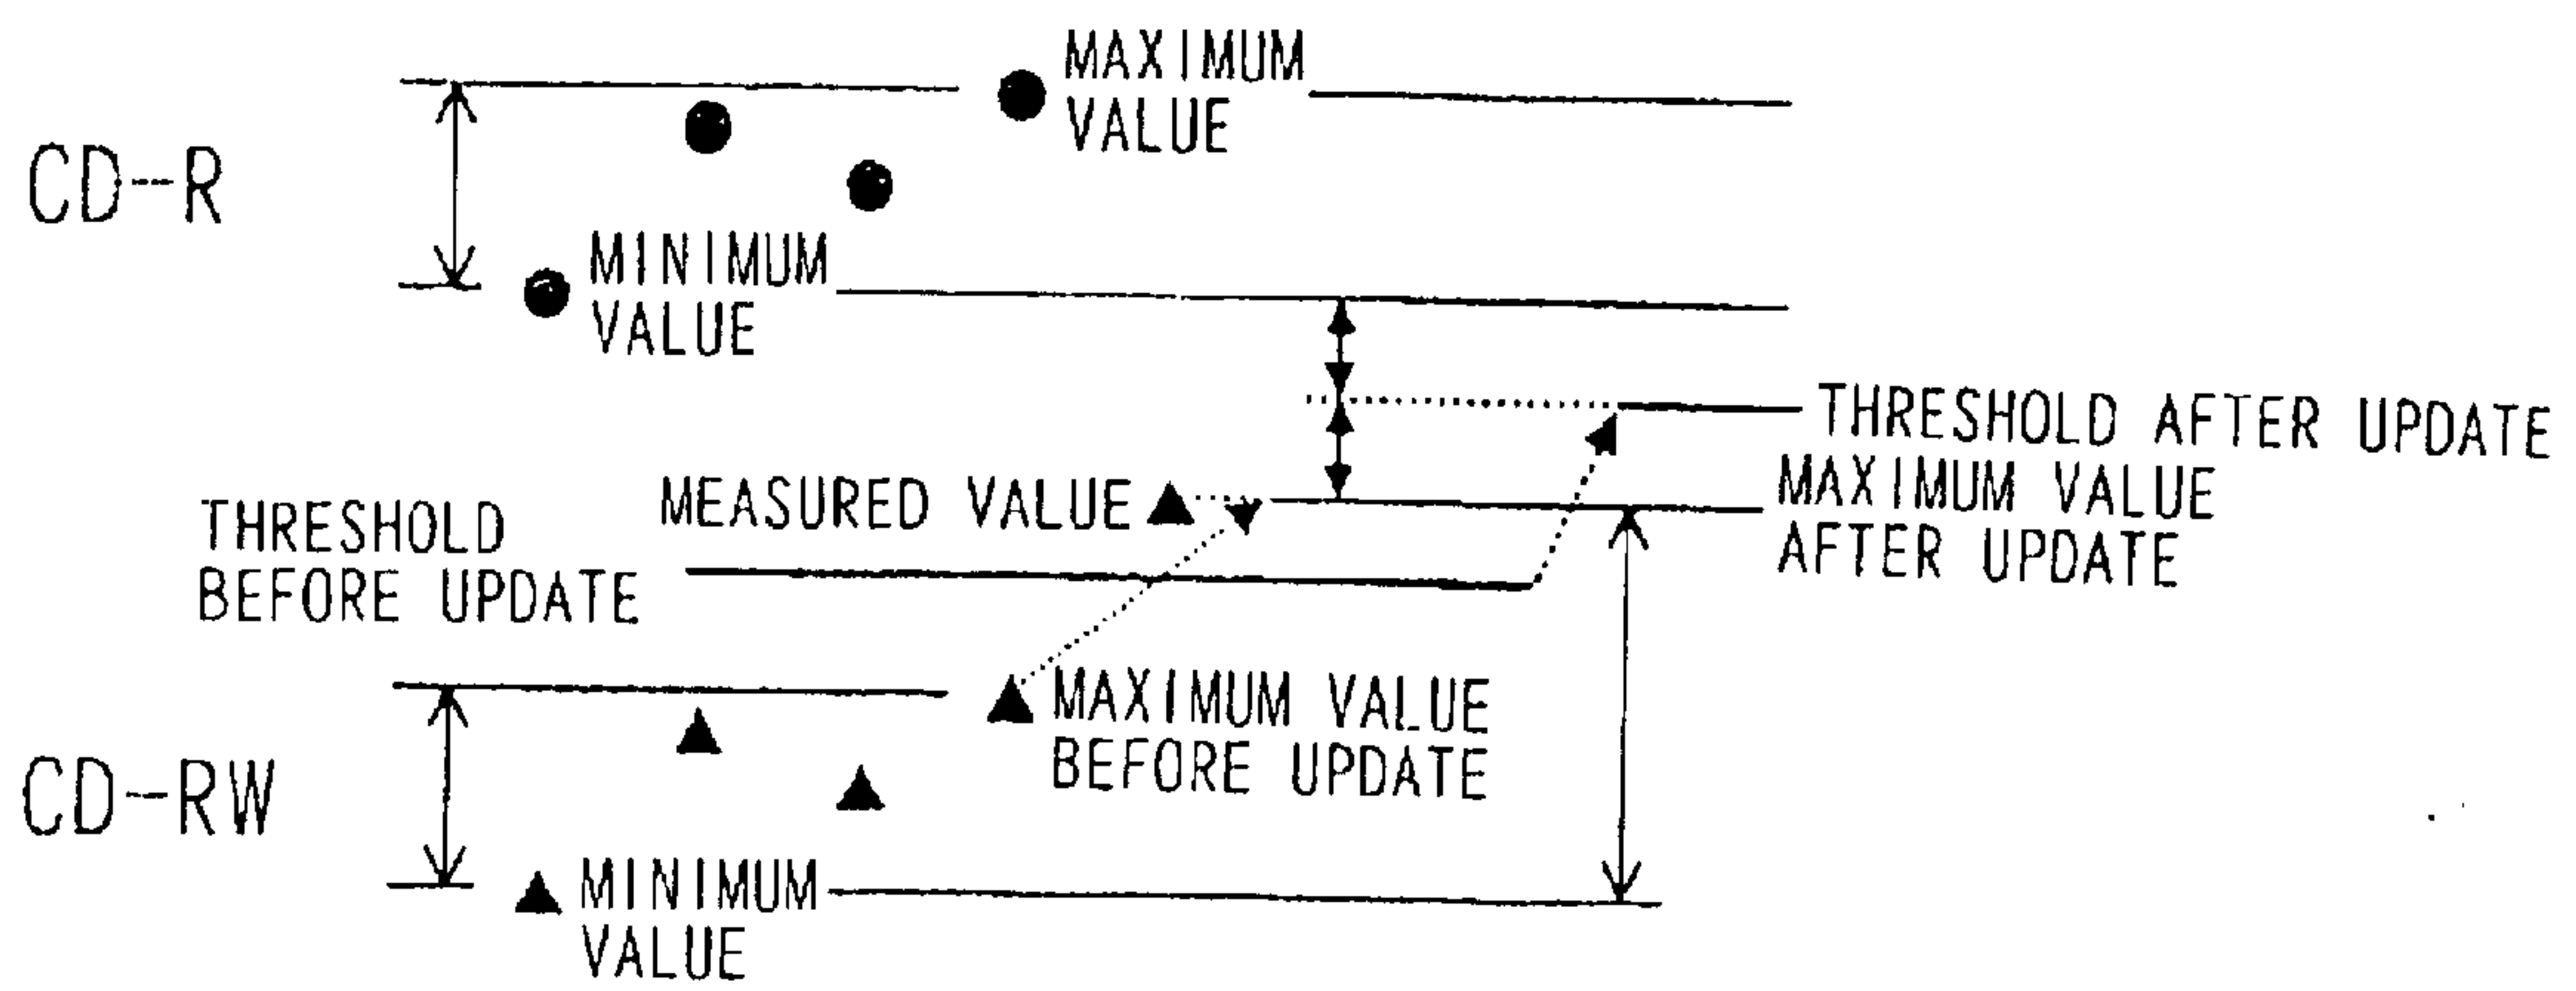 MAXIMUM
VALUE
CD-R
MINIMUM
VALUE
THRESHOLD AFTER UPDATE
MEASURED VALUE
MAXIMUM VALUE
AFTER UPDATE
THRESHOLD
BEFORE UPDATE
MAXIMUM VALUE
BEFORE UPDATE
CD-RW
MINIMUM
VALUE